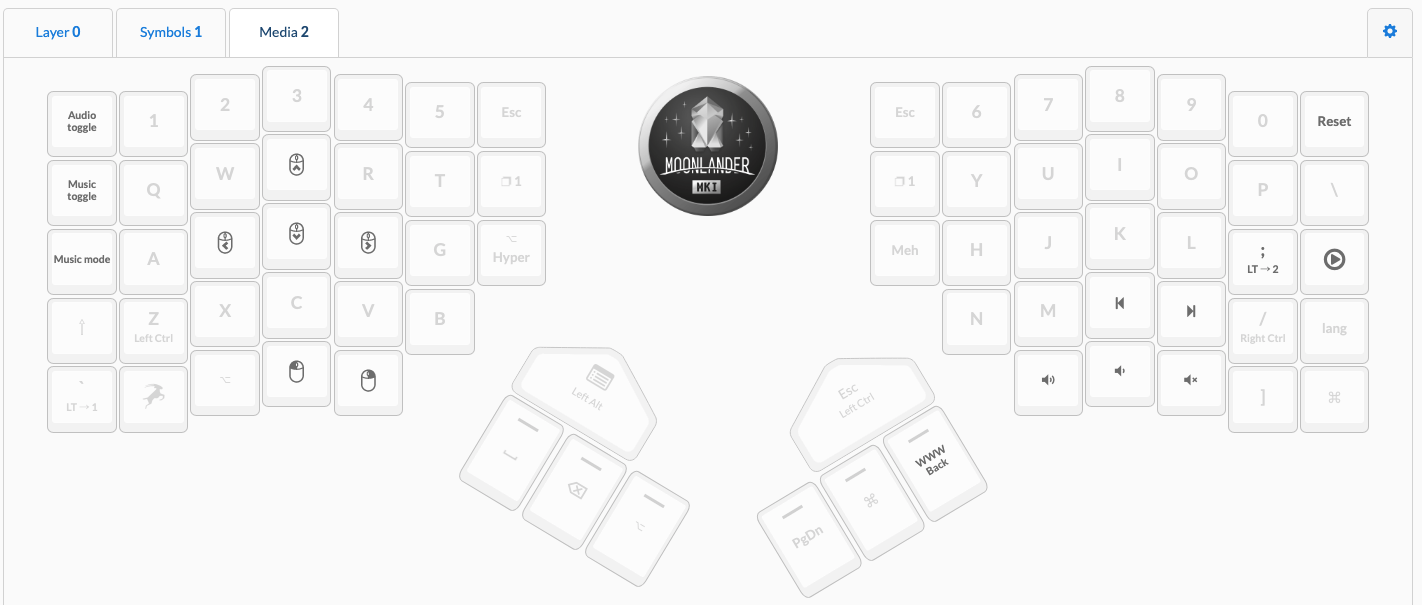 Layer 0
Symbols 1
Media 2
Audio
toggle
1
2
3
4
5
Esc
Music
toggle
Q
W
R
T
1
Music mode
A
G
Hyper
Z
Left Ctrl
X
C
V
B
`
LT → 1
Left Alt
MOONLANDER
MKI
Esc
6
7
8
9
0
Reset
1
Y
U
I
O
P
\
Meh
H
J
K
L
;
LT → 2
N
M
/
Right Ctrl
lang
]
Esc
Left Ctrl
WWW
Back
PgDn